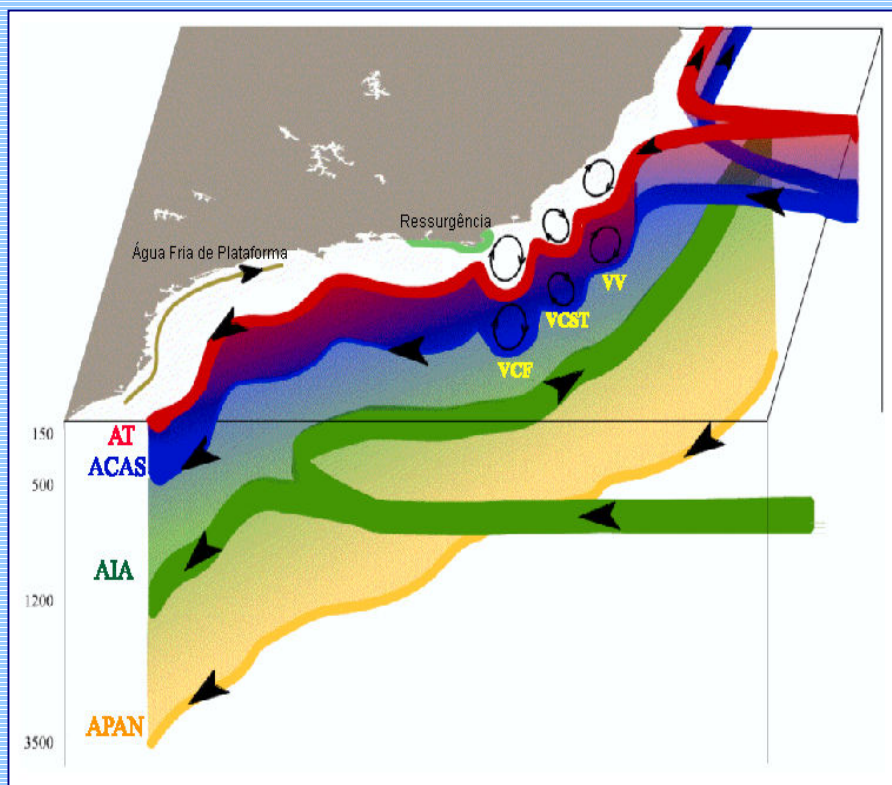 Ressurgência
Água Fria de Plataforma
VV
VCST
VCF
150
AT
ACAS
500
AIA
1200
APAN
3500